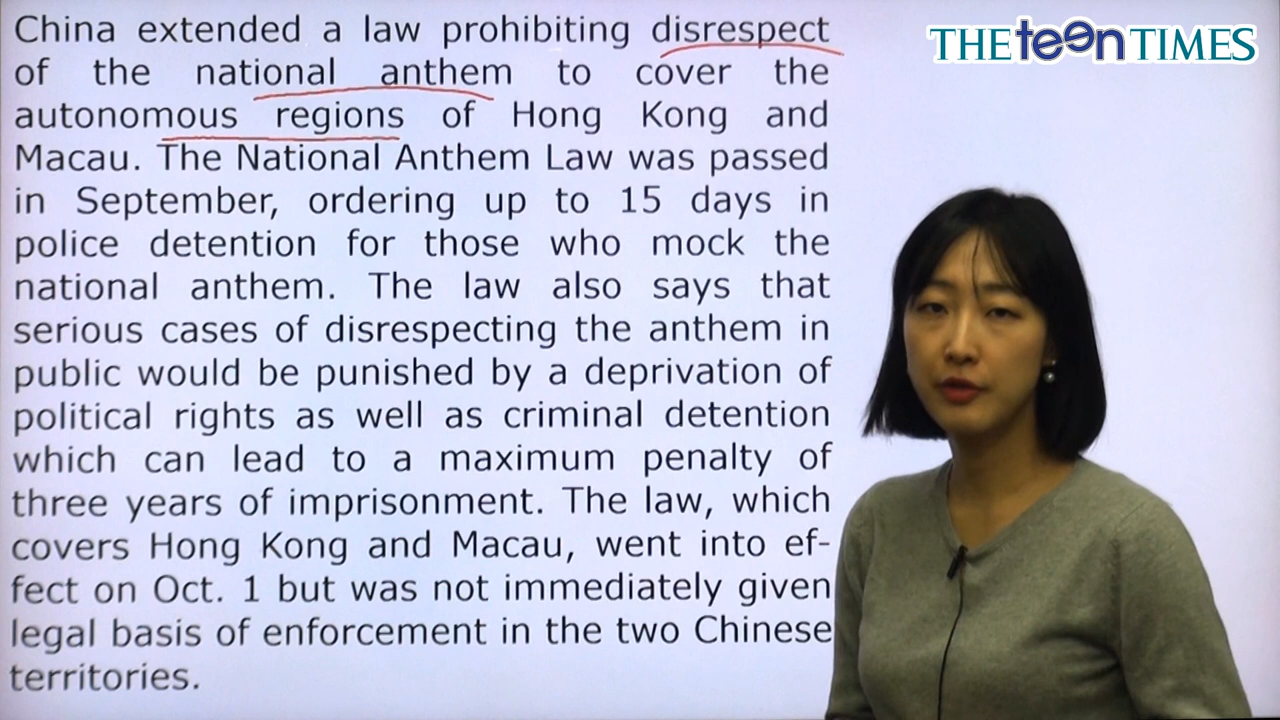 THE teen TIMES
China extended a law prohibiting disrespect
of the national anthem to cover the
autonomous regions of Hong Kong and
Macau. The National Anthem Law was passed
in September, ordering up to 15 days in
police detention for those who mock the
national anthem. The law also says that
serious cases of disrespecting the anthem in
public would be punished by a deprivation of
political rights as well as criminal detention
which can lead to a maximum penalty of
three years of imprisonment. The law, which
covers Hong Kong and Macau, went into ef-
fect on Oct. 1 but was not immediately given
legal basis of enforcement in the two Chinese
territories.